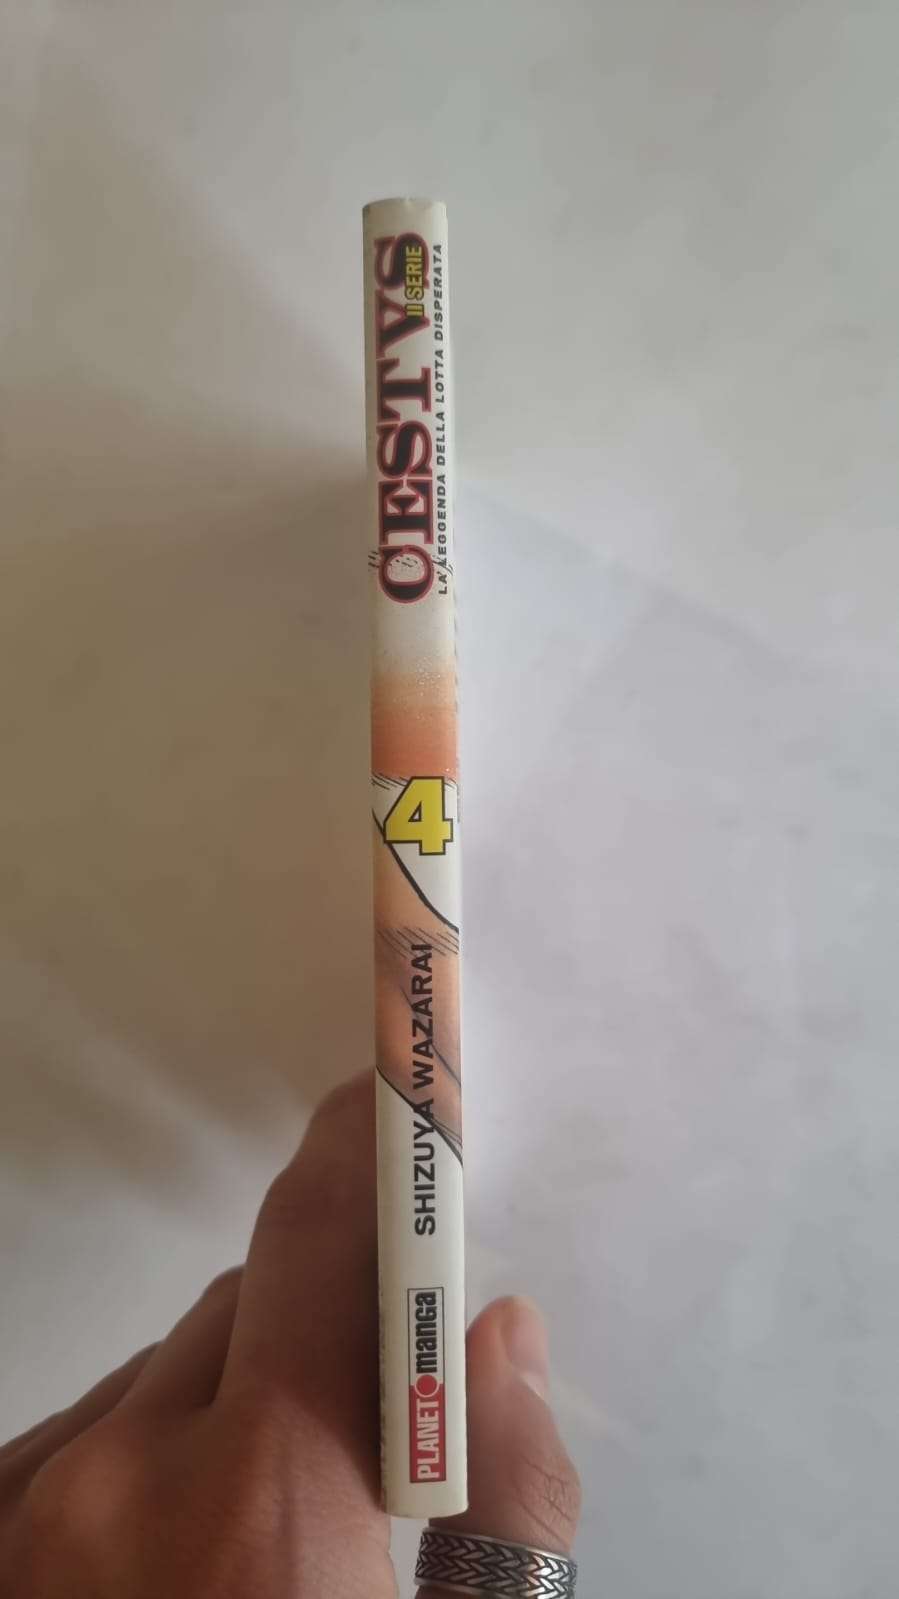 CESTVS
II SERIE
LA LEGGENDA DELLA LOTTA DISPERATA
4
SHIZUYA WAZARAI
PLANET manga